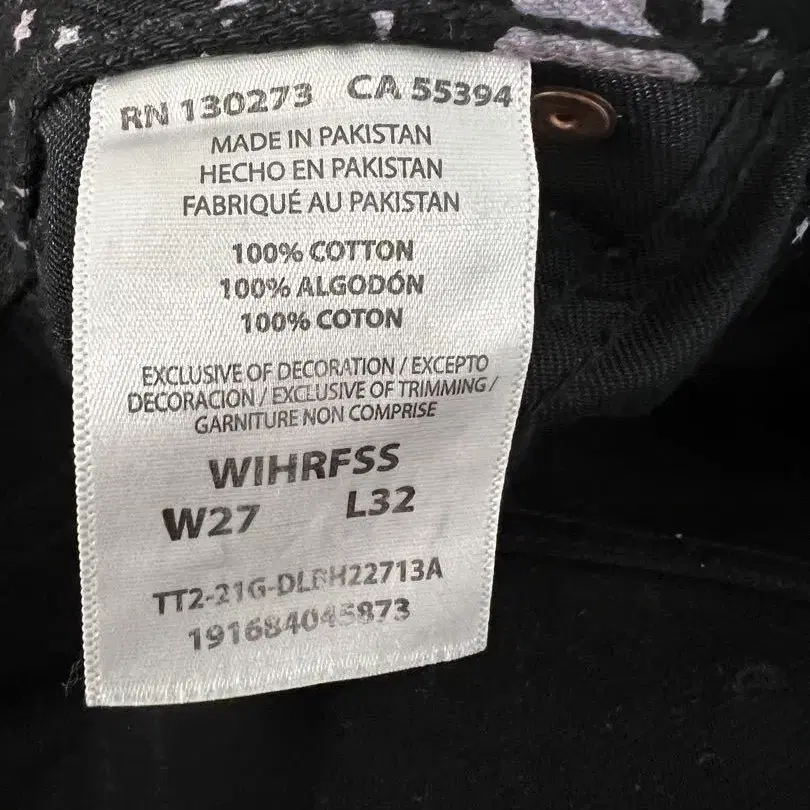 RN 130273 CA 55394
MADE IN PAKISTAN
HECHO EN PAKISTAN
FABRIQUÉ AU PAKISTAN
100% COTTON
100% ALGODÓN
100% COTON
EXCLUSIVE OF DECORATION / EXCEPTO
DECORACION / EXCLUSIVE OF TRIMMING /
GARNITURE NON COMPRISE
WIHRFSS
W27 L32
191684045873